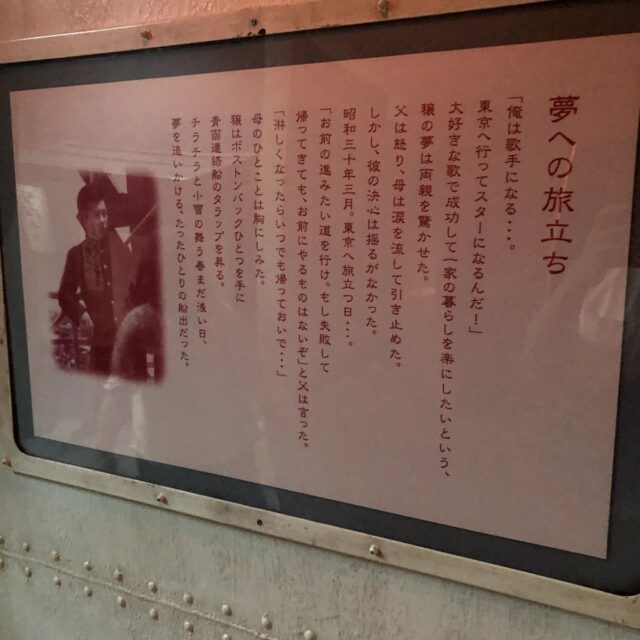 夢への旅立ち
「俺は歌手になる・・・。
東京へ行ってスターになるんだー」
大好きな歌で成功して一家の暮らしを楽にしたいという、
穣の夢は両親を驚かせた。
父は怒り、母は涙を流して引き止めた。
しかし、彼の決心は揺るがなかった。
昭和三十年三月。東京へ旅立つ日・・・。
「お前の進みたい道を行け。もし失敗して
帰ってきても、お前にやるものはないぞ」と父は言った。
「淋しくなったらいつでも帰っておいで・・・」
母のひとことは胸にしみた。
穣はボストンバッグひとつを手に
青函連絡船のタラップを昇る。
チラチラと小雪の舞う春まだ浅い日、
夢を追いかける、たったひとりの船出だった。